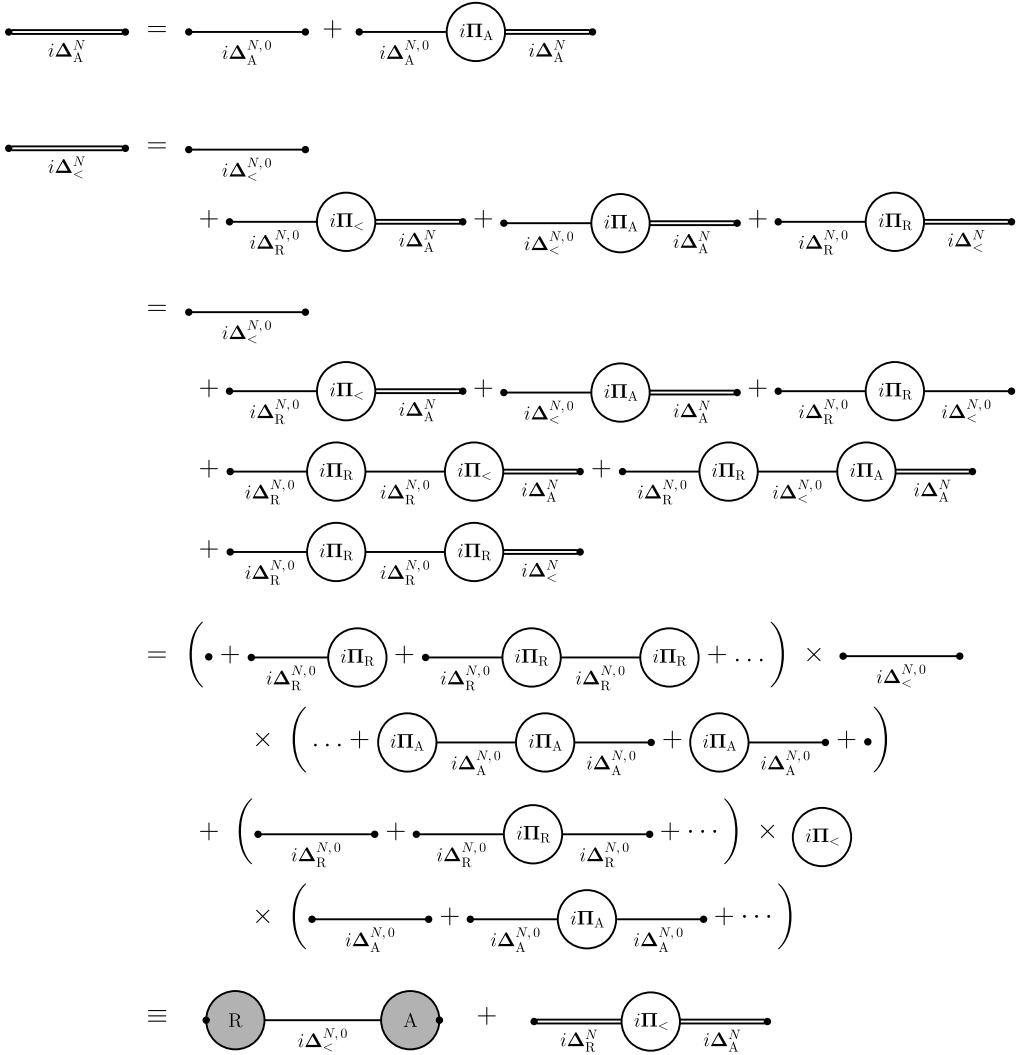 = + iΠ_A
iΔ_A^N iΔ_A^{N,0} iΔ_A^{N,0} iΔ_A^N
=
iΔ_<^N iΔ_<^{N,0}
+ iΠ_< + iΠ_A + iΠ_R
iΔ_R^{N,0} iΔ_A^N iΔ_<^{N,0} iΔ_A^N iΔ_R^{N,0} iΔ_<^N
=
iΔ_<^{N,0}
+ iΠ_< + iΠ_A + iΠ_R
iΔ_R^{N,0} iΔ_A^N iΔ_<^{N,0} iΔ_A^N iΔ_R^{N,0} iΔ_<^{N,0}
+ iΠ_R iΠ_< + iΠ_R iΠ_A
iΔ_R^{N,0} iΔ_R^{N,0} iΔ_A^N iΔ_R^{N,0} iΔ_<^{N,0} iΔ_A^N
+ iΠ_R iΠ_R
iΔ_R^{N,0} iΔ_R^{N,0} iΔ_<^N
= ( + iΠ_R + iΠ_R iΠ_R + ... ) ×
iΔ_R^{N,0} iΔ_R^{N,0} iΔ_R^{N,0} iΔ_<^{N,0}
× ( ... + iΠ_A iΠ_A + iΠ_A + )
iΔ_A^{N,0} iΔ_A^{N,0} iΔ_A^{N,0}
+ ( + iΠ_R + ··· ) × iΠ_<
iΔ_R^{N,0} iΔ_R^{N,0} iΔ_R^{N,0}
× ( + iΠ_A + ··· )
iΔ_A^{N,0} iΔ_A^{N,0} iΔ_A^{N,0}
≡ R A + iΠ_<
iΔ_<^{N,0} iΔ_R^N iΔ_A^N